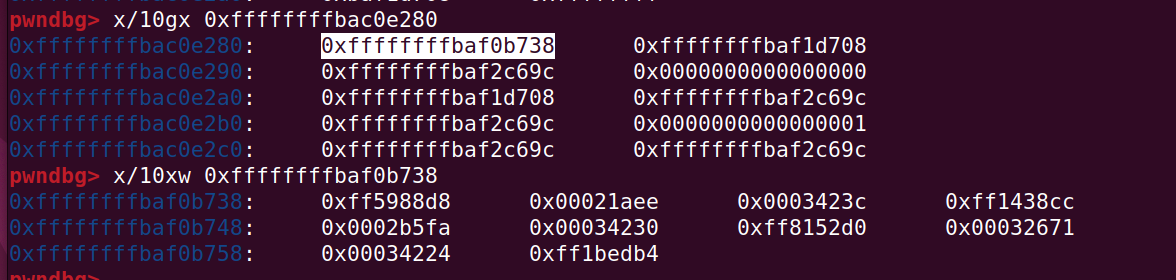 pwndbg> x/10gx 0xffffffffbac0e280
0xffffffffbac0e280: 0xffffffffbaf0b738 0xffffffffbaf1d708
0xffffffffbac0e290: 0xffffffffbaf2c69c 0x0000000000000000
0xffffffffbac0e2a0: 0xffffffffbaf1d708 0xffffffffbaf2c69c
0xffffffffbac0e2b0: 0xffffffffbaf2c69c 0x0000000000000001
0xffffffffbac0e2c0: 0xffffffffbaf2c69c 0xffffffffbaf2c69c
pwndbg> x/10xw 0xffffffffbaf0b738
0xffffffffbaf0b738: 0xff5988d8 0x00021aee 0x0003423c 0xff1438cc
0xffffffffbaf0b748: 0x0002b5fa 0x00034230 0xff8152d0 0x00032671
0xffffffffbaf0b758: 0x00034224 0xff1bedb4
pwndbg>